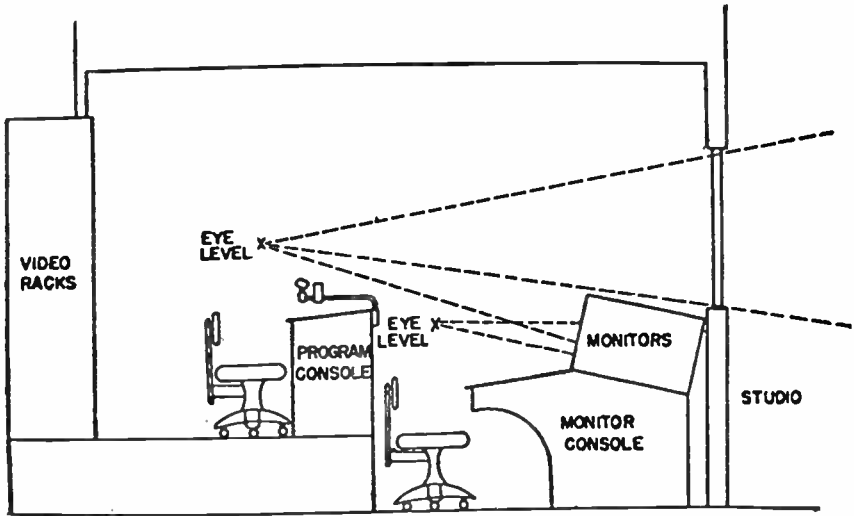 VIDEO
RACKS
EYE
LEVEL
PROGRAM
CONSOLE
EYE
LEVEL
MONITORS
MONITOR
CONSOLE
STUDIO